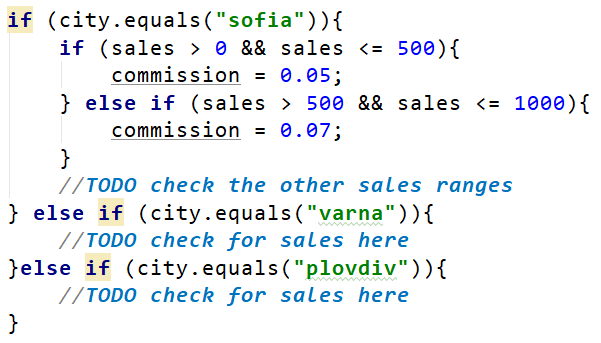 if (city.equals("sofia")){
    if (sales > 0 && sales <= 500){
        commission = 0.05;
    } else if (sales > 500 && sales <= 1000){
        commission = 0.07;
    }
    //TODO check the other sales ranges
} else if (city.equals("varna")){
    //TODO check for sales here
}else if (city.equals("plovdiv")){
    //TODO check for sales here
}